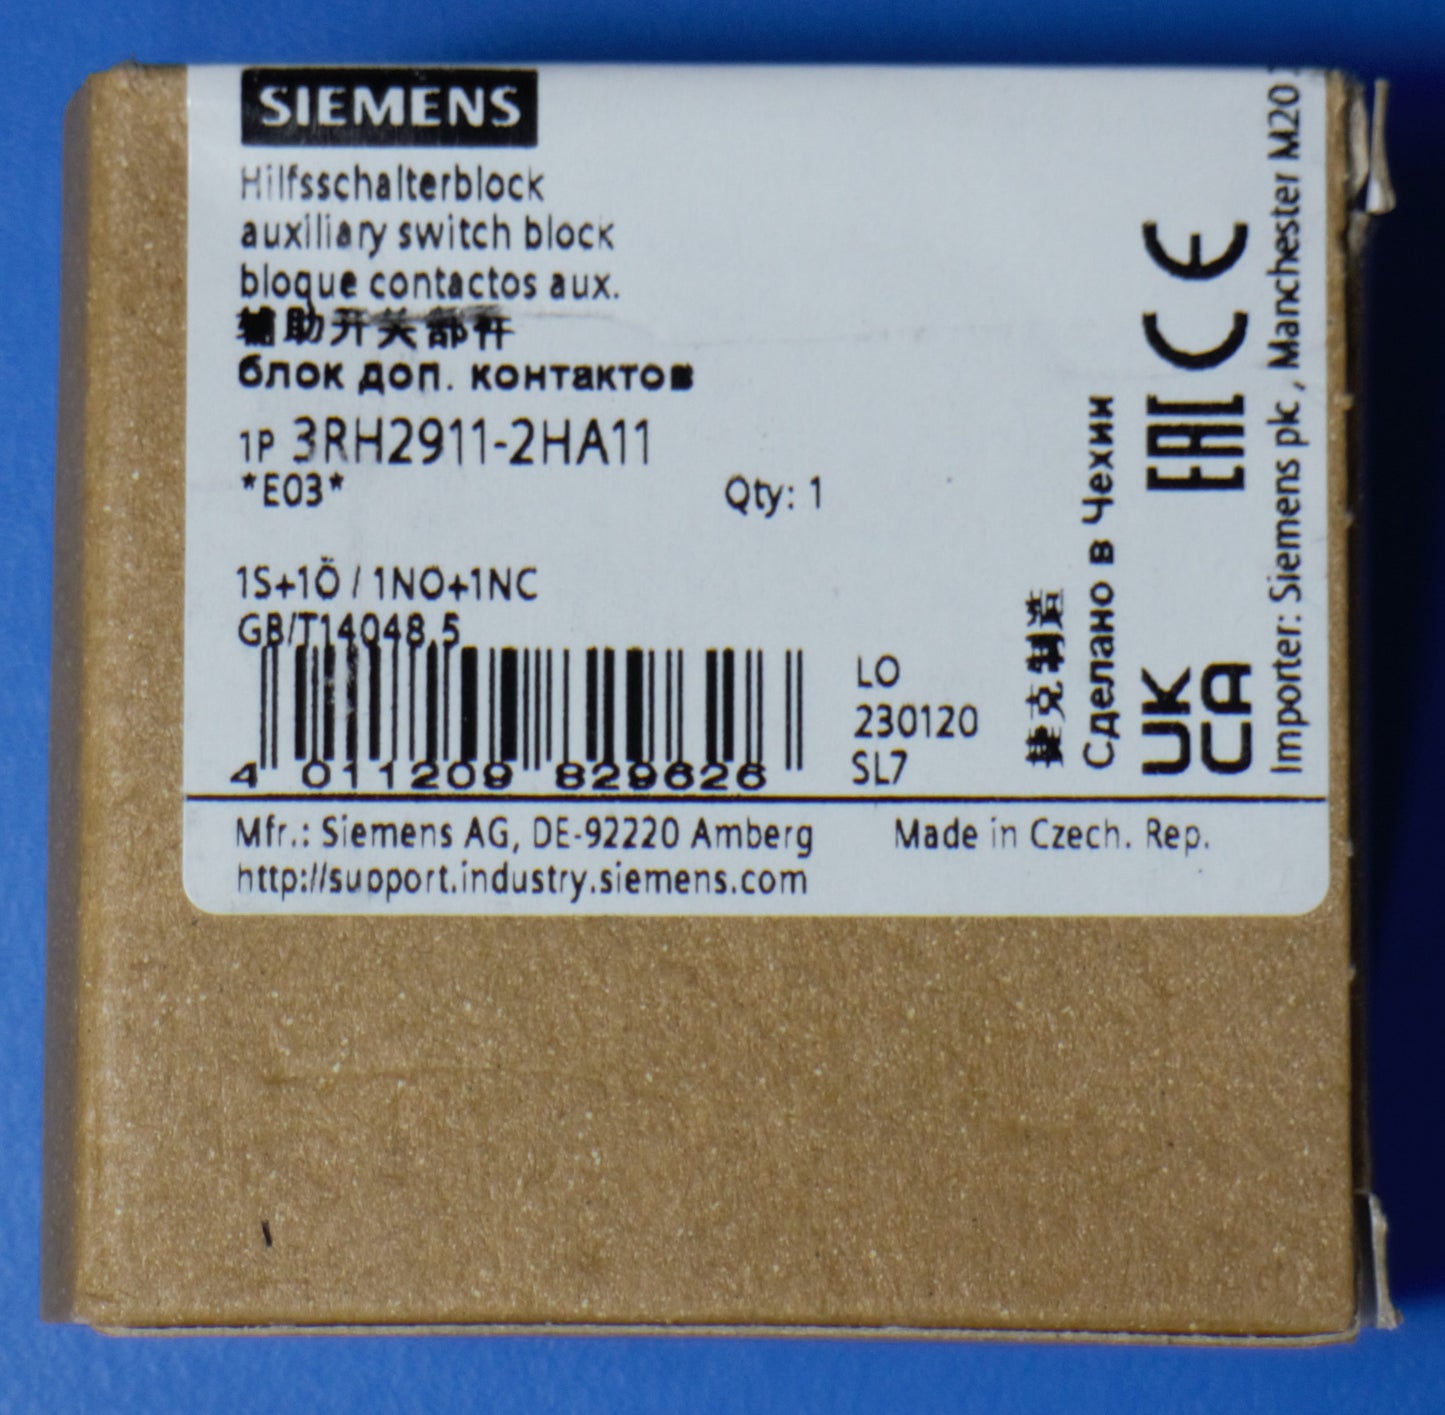 SIEMENS
Hilfsschalterblock
auxiliary switch block
bloque contactos aux.
辅助开关部件
блок доп. контактов
1P 3RH2911-2HA11
*E03*
Qty: 1
1S+1Ö / 1NO+1NC
GB/T14048.5
4 011209 829626
LO
230120
SL7
捷克制造
Сделано в Чехии
CE
EAC
UK
CA
Importer: Siemens plc, Manchester M20
Mfr.: Siemens AG, DE-92220 Amberg
Made in Czech. Rep.
http://support.industry.siemens.com